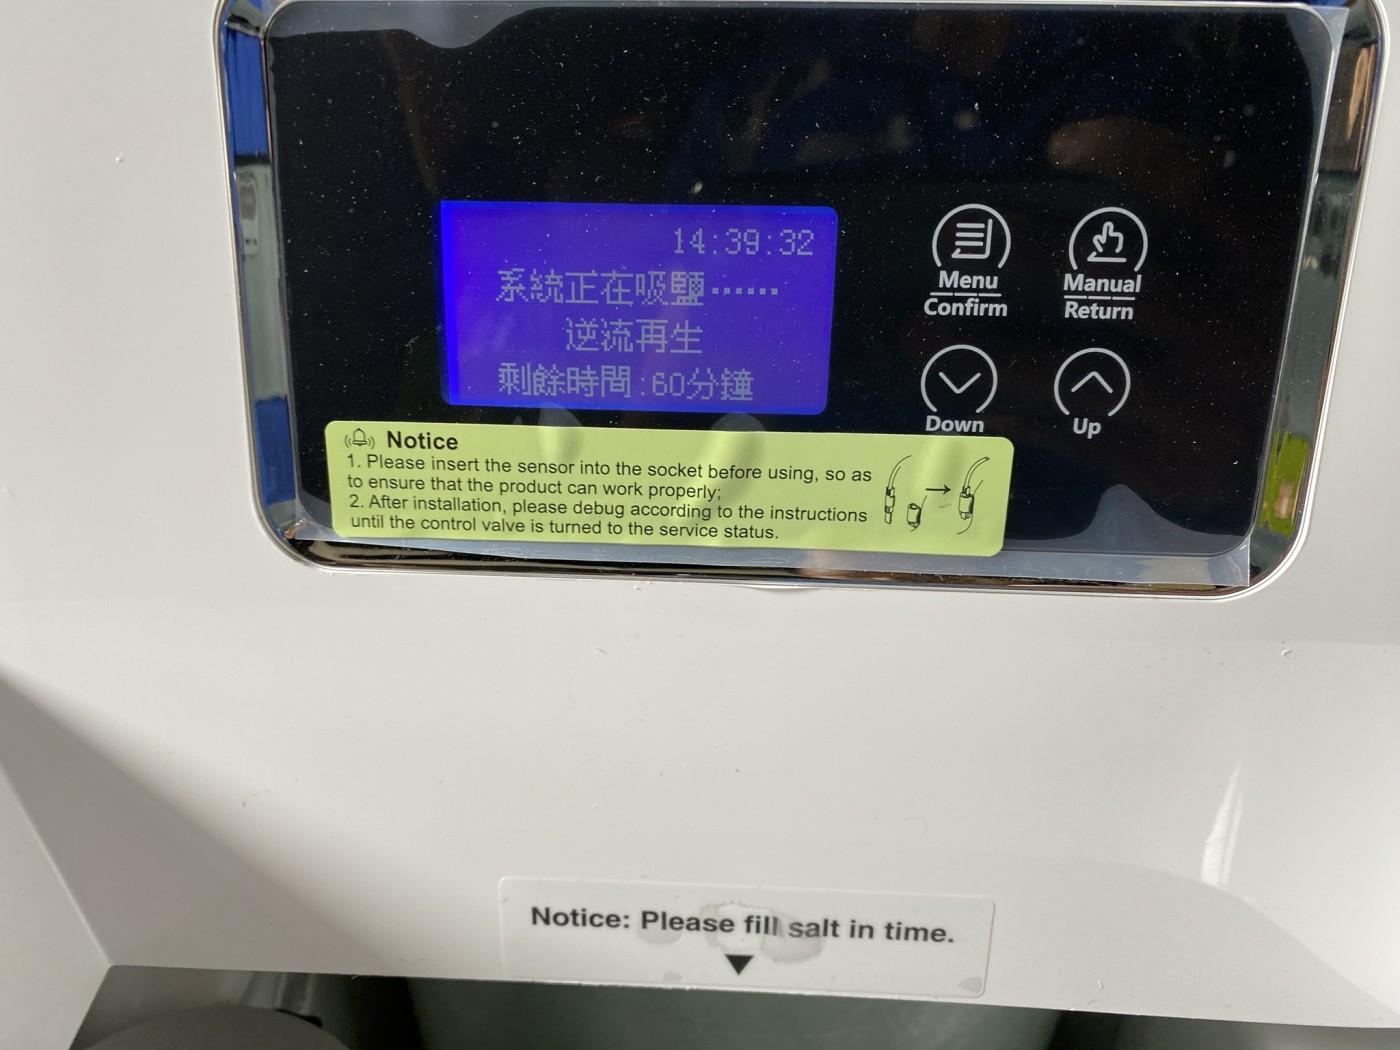 14:39:32
系統正在吸鹽……
逆流再生
剩餘時間:60分鐘
Menu
Confirm
Manual
Return
Down
Up
Notice
1. Please insert the sensor into the socket before using, so as
to ensure that the product can work properly;
2. After installation, please debug according to the instructions
until the control valve is turned to the service status.
Notice: Please fill salt in time.